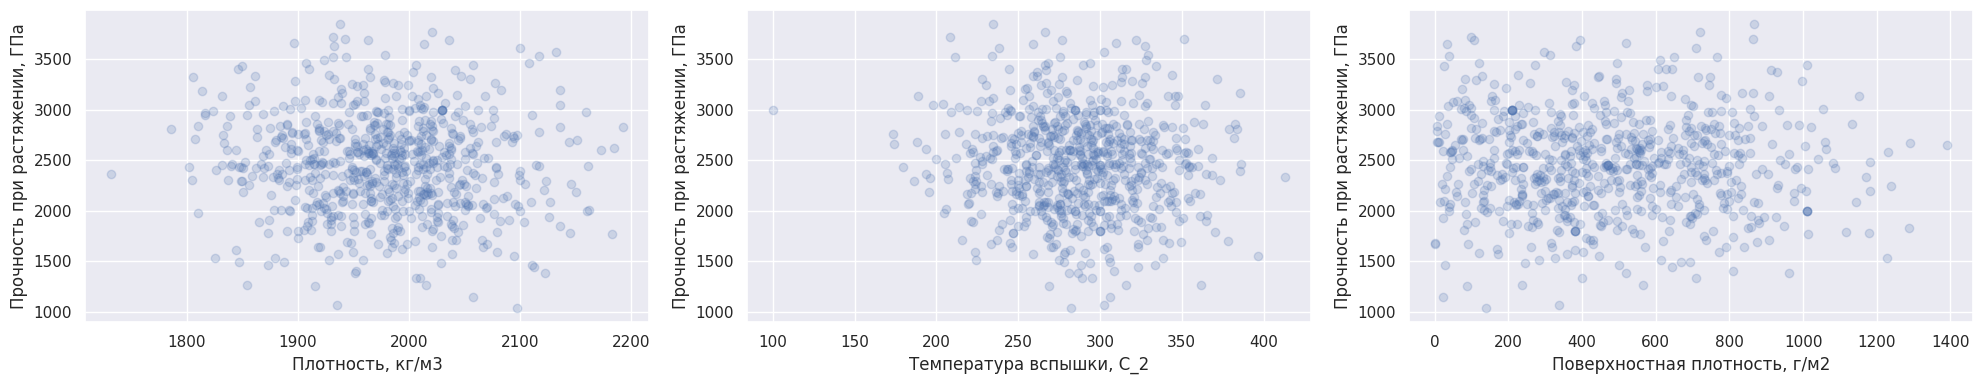 Прочность при растяжении, ГПа
3500
3000
2500
2000
1500
1000
1800 1900 2000 2100 2200
Плотность, кг/м3
Прочность при растяжении, ГПа
3500
3000
2500
2000
1500
1000
100 150 200 250 300 350 400
Температура вспышки, С_2
Прочность при растяжении, ГПа
3500
3000
2500
2000
1500
1000
0 200 400 600 800 1000 1200 1400
Поверхностная плотность, г/м2